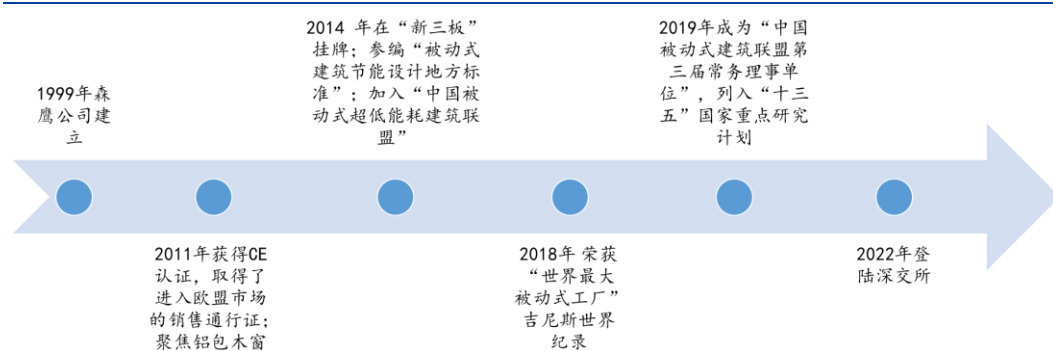 1999年森
鹰公司建
立
2011年获得CE
认证，取得了
进入欧盟市场
的销售通行证；
聚焦铝包木窗
2014 年在“新三板”
挂牌；参编“被动式
建筑节能设计地方标
准”；加入“中国被
动式超低能耗建筑联
盟”
2018年 荣获
“世界最大
被动式工厂”
吉尼斯世界
纪录
2019年成为“中国
被动式建筑联盟第
三届常务理事单
位”，列入“十三
五”国家重点研究
计划
2022年登
陆深交所